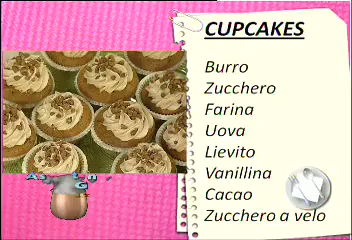 CUPCAKES
Burro
Zucchero
Farina
Uova
Lievito
Vanillina
Cacao
Zucchero a velo